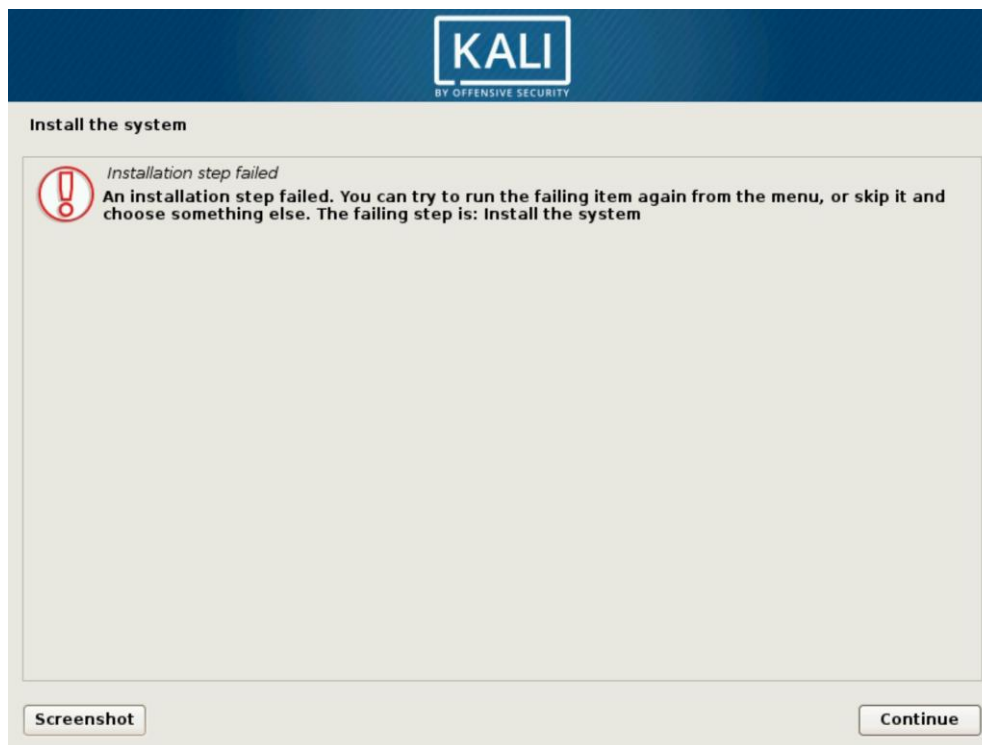 KALI
BY OFFENSIVE SECURITY
Install the system
Installation step failed
An installation step failed. You can try to run the failing item again from the menu, or skip it and
choose something else. The failing step is: Install the system
Screenshot
Continue